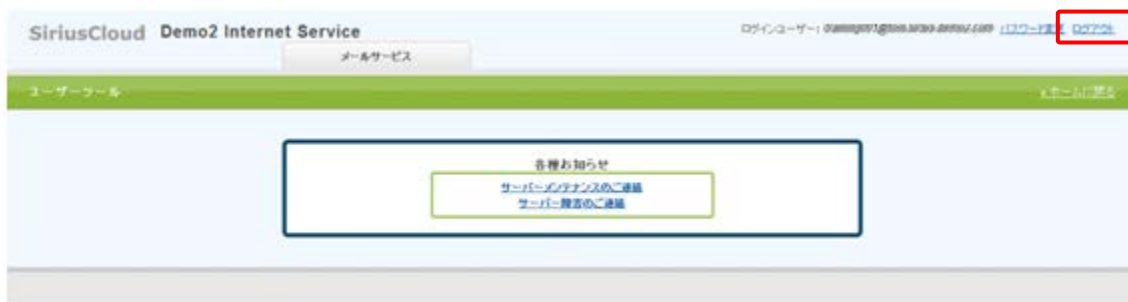 SiriusCloud Demo2 Internet Service
ログインユーザー: パスワード変更 ログアウト
メールサービス
ユーザーツール
ホームに戻る
各種お知らせ
サーバーメンテナンスのご連絡
サーバー障害のご連絡